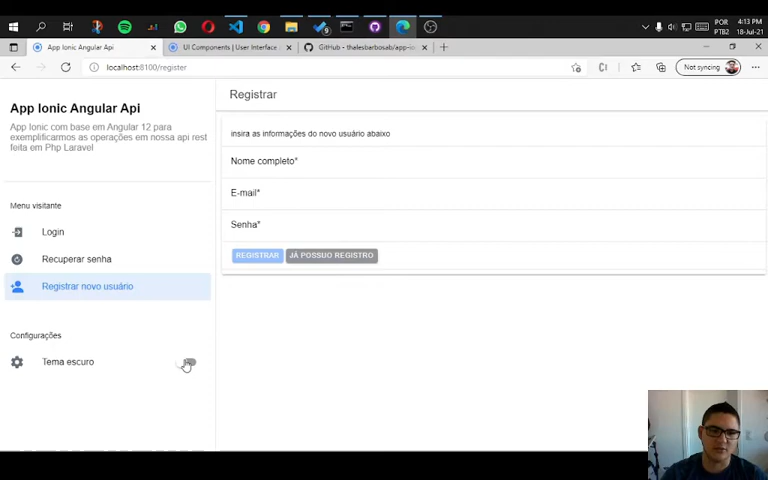 POR
PTB2
4:13 PM
18-Jul-21
App Ionic Angular Api
UI Components | User Interface
GitHub - thalesbarbosab/app-io
localhost:8100/register
Not syncing
App Ionic Angular Api
App Ionic com base em Angular 12 para
exemplificarmos as operações em nossa api rest
feita em Php Laravel
Menu visitante
Login
Recuperar senha
Registrar novo usuário
Configurações
Tema escuro
Registrar
insira as informações do novo usuário abaixo
Nome completo*
E-mail*
Senha*
REGISTRAR
JÁ POSSUO REGISTRO